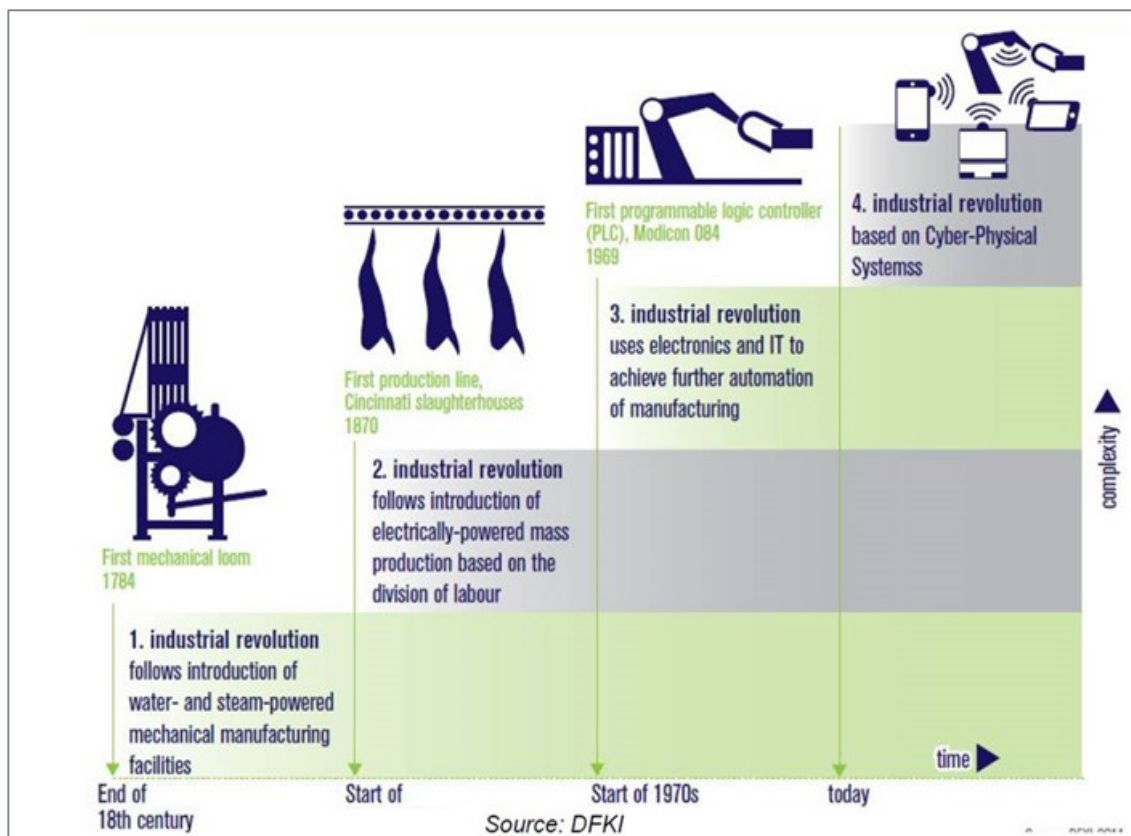 First programmable logic controller
(PLC), Modicon 084
1969
4. industrial revolution
based on Cyber-Physical
Systemss
3. industrial revolution
uses electronics and IT to
achieve further automation
of manufacturing
First production line,
Cincinnati slaughterhouses
1870
2. industrial revolution
follows introduction of
electrically-powered mass
production based on the
division of labour
First mechanical loom
1784
1. industrial revolution
follows introduction of
water- and steam-powered
mechanical manufacturing
facilities
complexity
time
End of
18th century
Start of
Start of 1970s
today
Source: DFKI